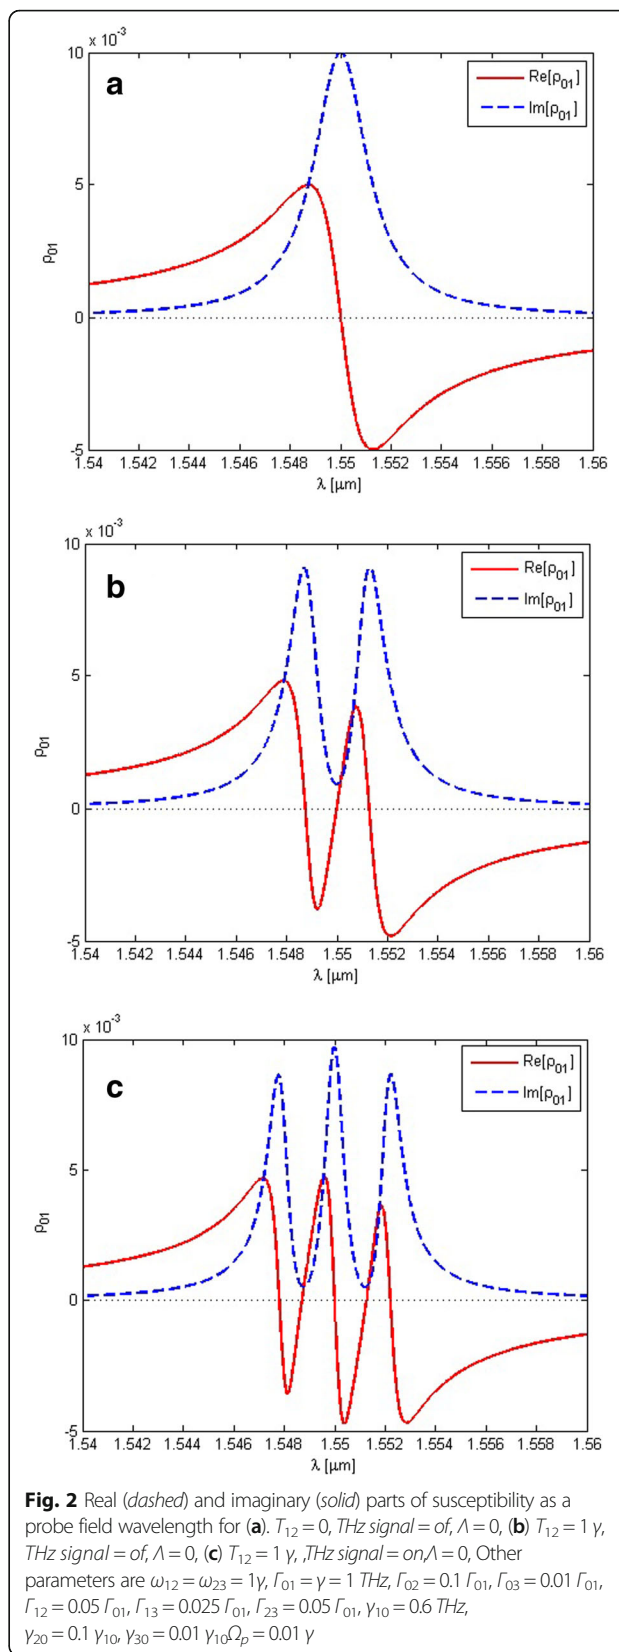 x 10⁻³
10
a
Re[ρ₀₁]
Im[ρ₀₁]
5
ρ₀₁
0
-5
1.54 1.542 1.544 1.546 1.548 1.55 1.552 1.554 1.556 1.558 1.56
λ [μm]
x 10⁻³
10
b
Re[ρ₀₁]
Im[ρ₀₁]
5
ρ₀₁
0
-5
1.54 1.542 1.544 1.546 1.548 1.55 1.552 1.554 1.556 1.558 1.56
λ [μm]
x 10⁻³
10
c
Re[ρ₀₁]
Im[ρ₀₁]
5
ρ₀₁
0
-5
1.54 1.542 1.544 1.546 1.548 1.55 1.552 1.554 1.556 1.558 1.56
λ [μm]
Fig. 2 Real (dashed) and imaginary (solid) parts of susceptibility as a
probe field wavelength for (a). T₁₂ = 0, THz signal = of, Λ = 0, (b) T₁₂ = 1 γ,
THz signal = of, Λ = 0, (c) T₁₂ = 1 γ, ,THz signal = on,Λ = 0, Other
parameters are ω₁₂ = ω₂₃ = 1γ, Γ₀₁ = γ = 1 THz, Γ₀₂ = 0.1 Γ₀₁, Γ₀₃ = 0.01 Γ₀₁,
Γ₁₂ = 0.05 Γ₀₁, Γ₁₃ = 0.025 Γ₀₁, Γ₂₃ = 0.05 Γ₀₁, γ₁₀ = 0.6 THz,
γ₂₀ = 0.1 γ₁₀, γ₃₀ = 0.01 γ₁₀Ωₚ = 0.01 γ